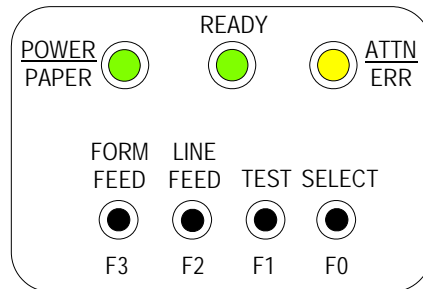 READY
POWER
PAPER
ATTN
ERR
FORM LINE
FEED FEED TEST SELECT
F3 F2 F1 F0